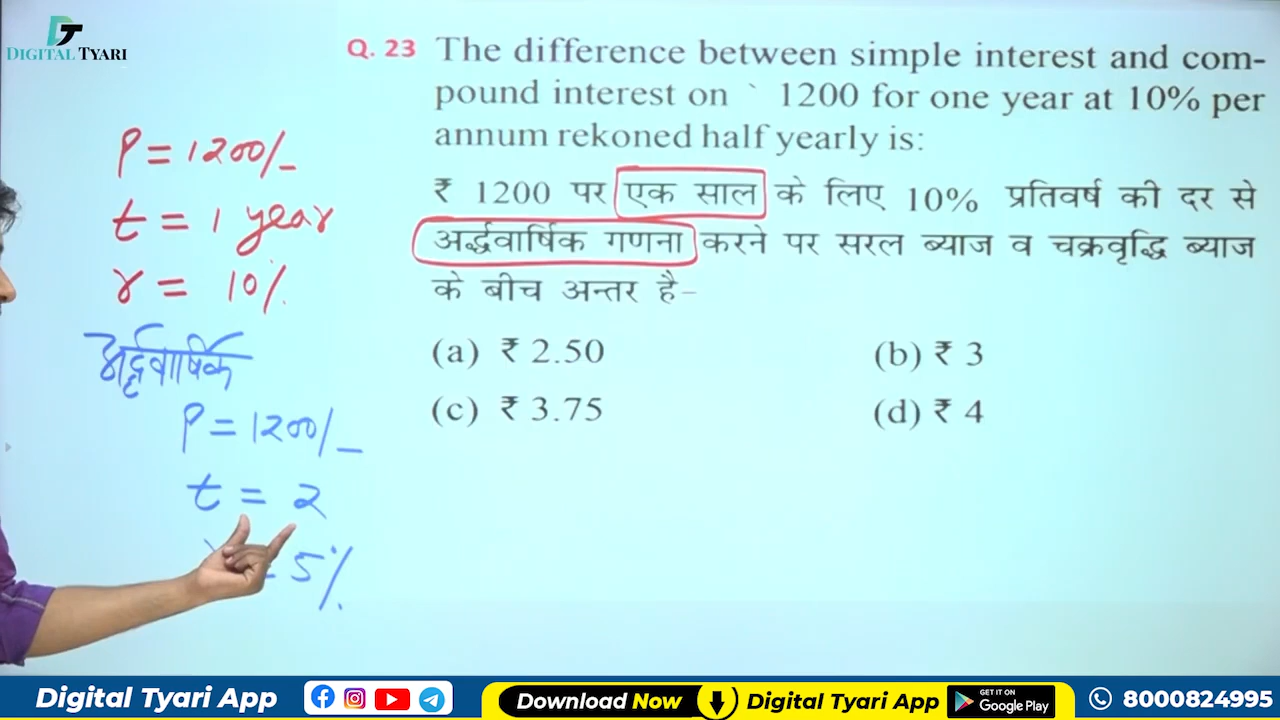 DIGITAL TYARI
Q. 23 The difference between simple interest and com-
pound interest on ` 1200 for one year at 10% per
annum rekoned half yearly is:
₹ 1200 पर एक साल के लिए 10% प्रतिवर्ष की दर से
अर्द्धवार्षिक गणना करने पर सरल ब्याज व चक्रवृद्धि ब्याज
के बीच अन्तर है-
(a) ₹ 2.50
(b) ₹ 3
(c) ₹ 3.75
(d) ₹ 4
P = 1200/-
t = 1 year
r = 10%
अर्द्धवार्षिक
P = 1200/-
t = 2
= 5%
Digital Tyari App
Download Now
Digital Tyari App
GET IT ON
Google Play
8000824995